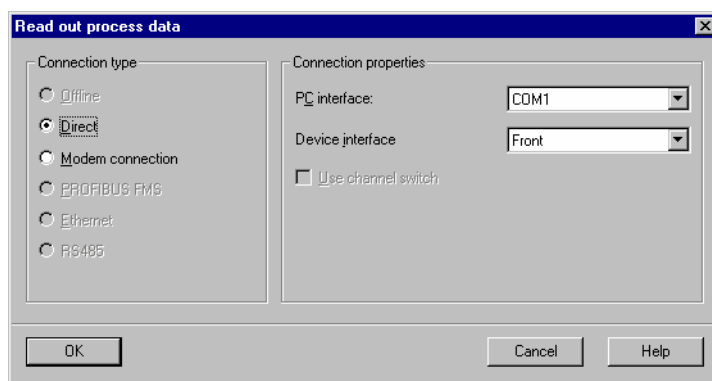 Read out process data
Connection type
Offline
Direct
Modem connection
PROFIBUS FMS
Ethernet
RS485
Connection properties
PC interface: COM1
Device interface Front
Use channel switch
OK Cancel Help